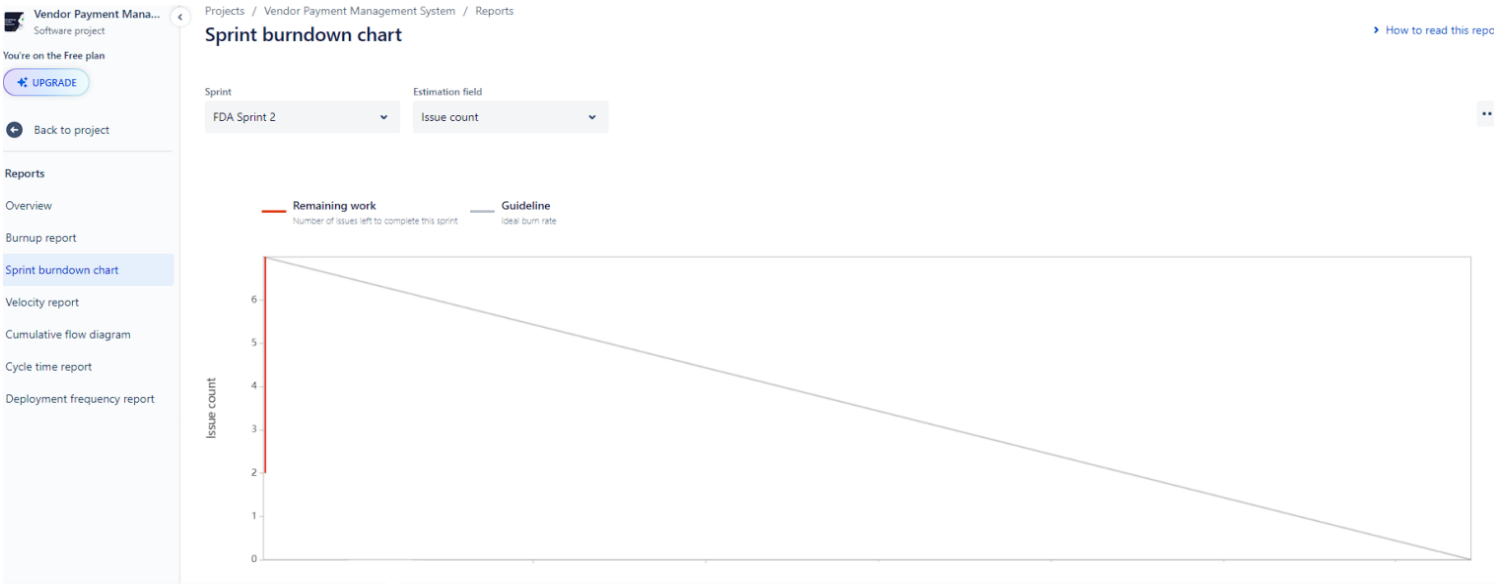 Vendor Payment Mana...
Software project
You're on the Free plan
UPGRADE
Back to project
Reports
Overview
Burnup report
Sprint burndown chart
Velocity report
Cumulative flow diagram
Cycle time report
Deployment frequency report
Projects / Vendor Payment Management System / Reports
Sprint burndown chart
How to read this repo
Sprint
FDA Sprint 2
Estimation field
Issue count
Remaining work
Number of issues left to complete this sprint
Guideline
Ideal burn rate
Issue count
6
5
4
3
2
1
0